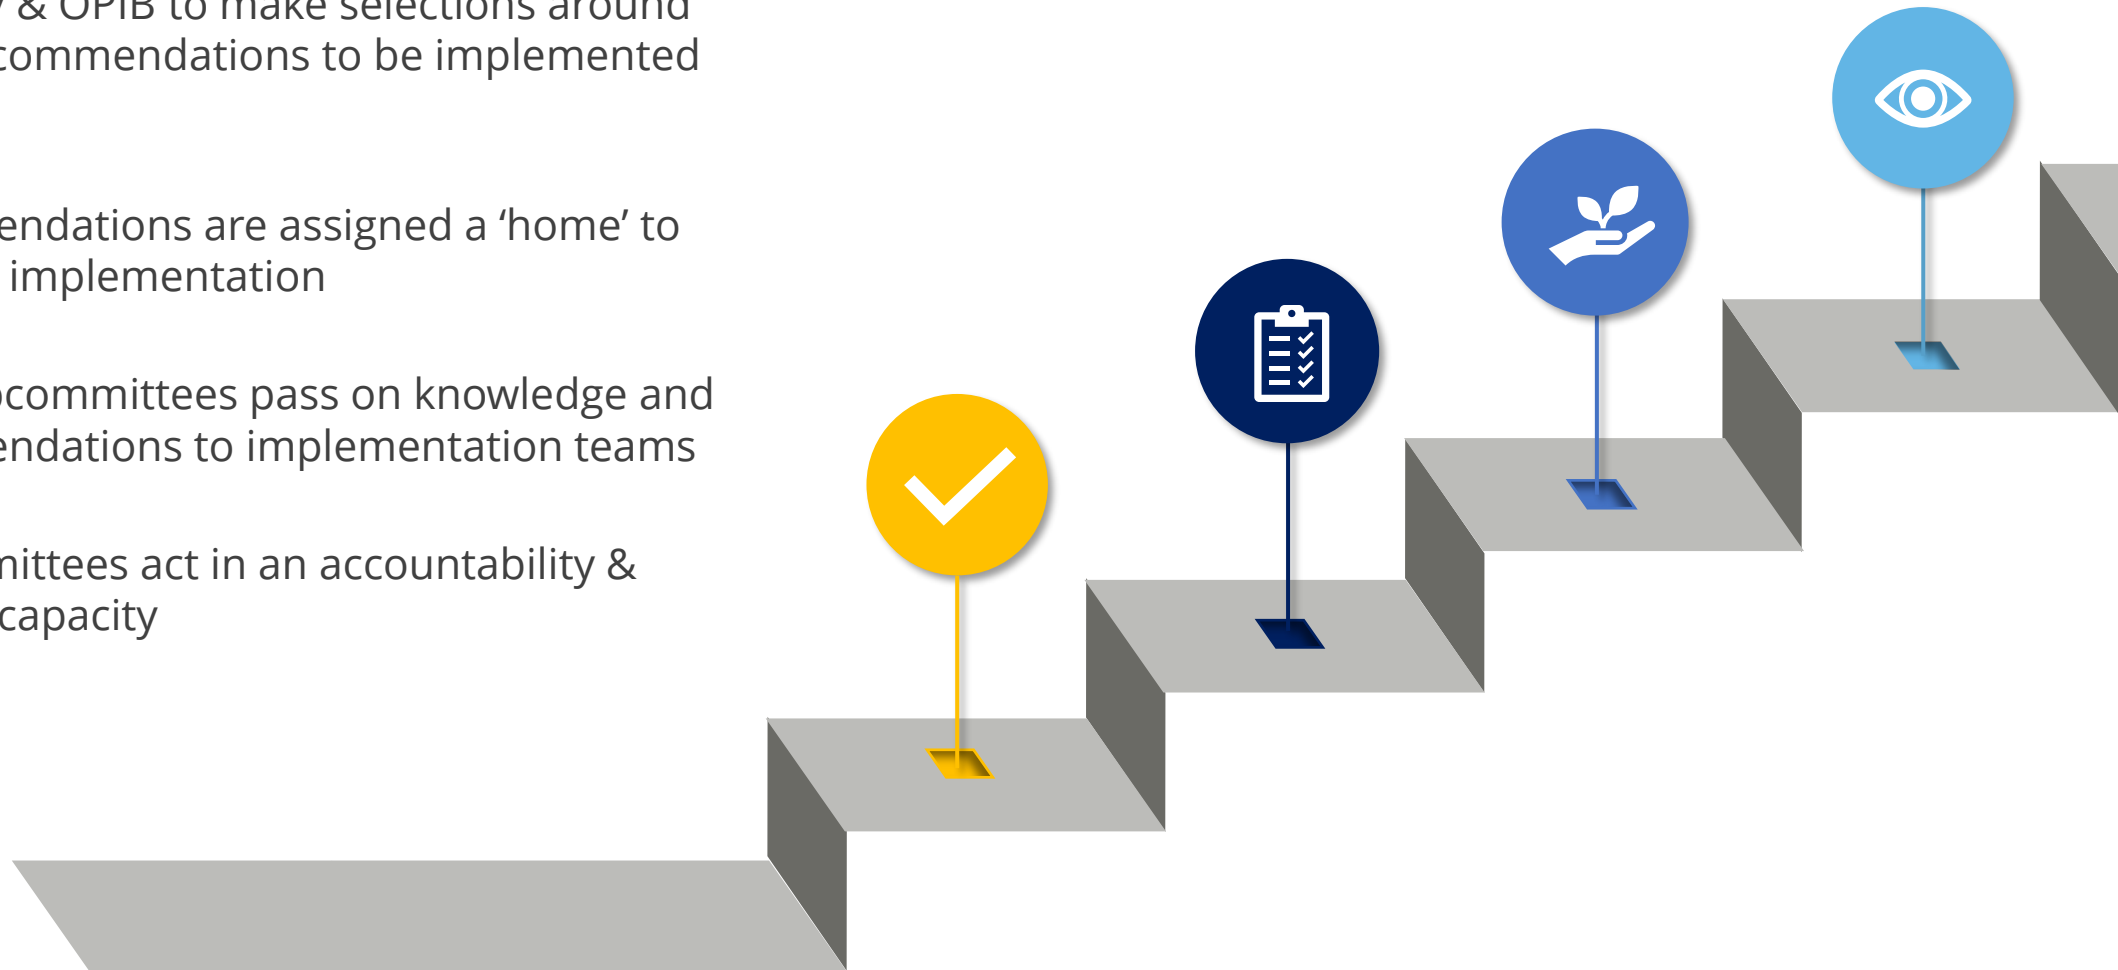 & OPIB to make selections around
commendations to be implemented
endations are assigned a ‘home’ to
implementation
committees pass on knowledge and
endations to implementation teams
mittees act in an accountability &
capacity